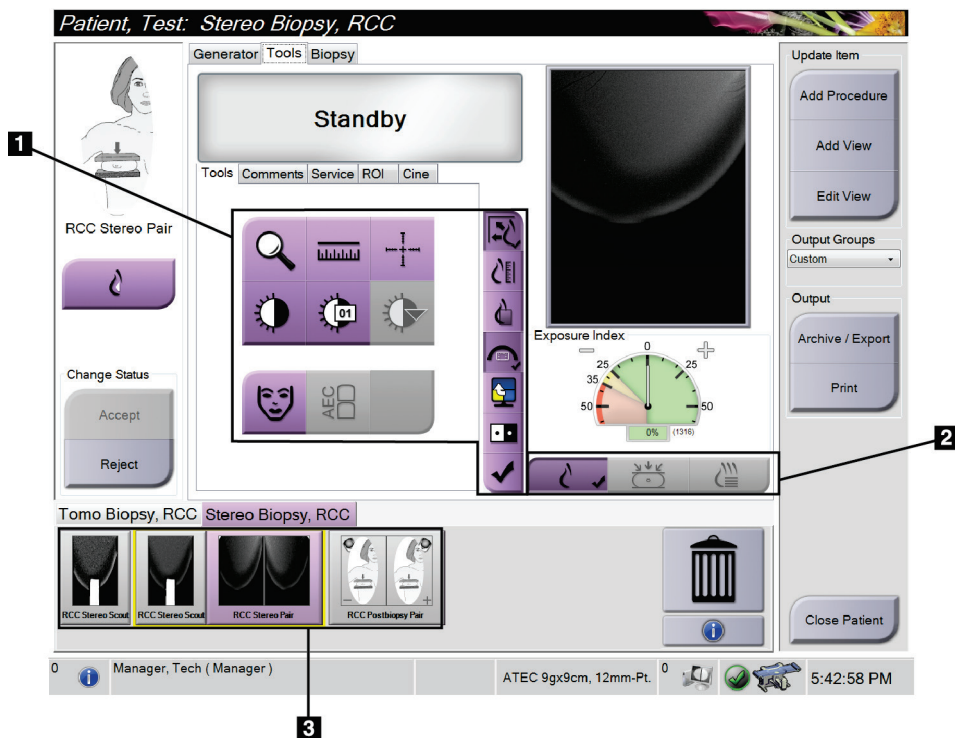 Patient, Test: Stereo Biopsy, RCC
Generator Tools Biopsy
Standby
Tools Comments Service ROI Cine
1
RCC Stereo Pair
01
AEC
Change Status
Accept
Reject
Exposure Index
0
25 25
35
50 50
0% (1316)
2
Update Item
Add Procedure
Add View
Edit View
Output Groups
Custom
Output
Archive / Export
Print
Tomo Biopsy, RCC Stereo Biopsy, RCC
RCC Stereo Scout RCC Stereo Scout RCC Stereo Pair RCC Postbiopsy Pair
3
Close Patient
0 Manager, Tech ( Manager ) ATEC 9gx9cm, 12mm-Pt. 0 5:42:58 PM